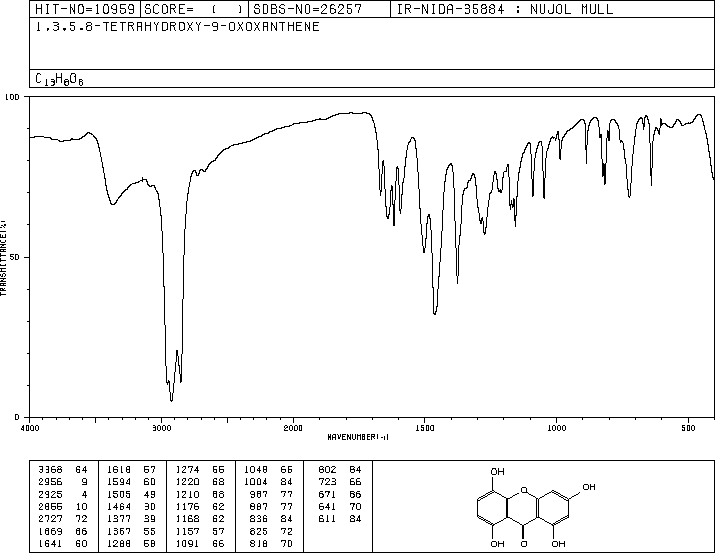 HIT-NO=10959 SCORE= ( ) SDBS-NO=26257 IR-NIDA-35884 : NUJOL MULL
1,3,5,8-TETRAHYDROXY-9-OXOXANTHENE
C13H8O6
100
50
0
TRANSMITTANCE(%)
4000 3000 2000 1500 1000 500
WAVENUMBER(-1)
3368 64 1618 57 1274 55 1048 66 802 84
2956 9 1594 60 1220 68 1004 84 723 66
2925 4 1505 49 1210 68 987 77 671 86
2855 10 1464 30 1176 62 887 77 641 70
2727 72 1377 39 1168 62 836 84 611 84
1669 66 1367 55 1157 57 825 72
1641 60 1288 58 1091 66 818 70
OH
O
OH
OH O OH